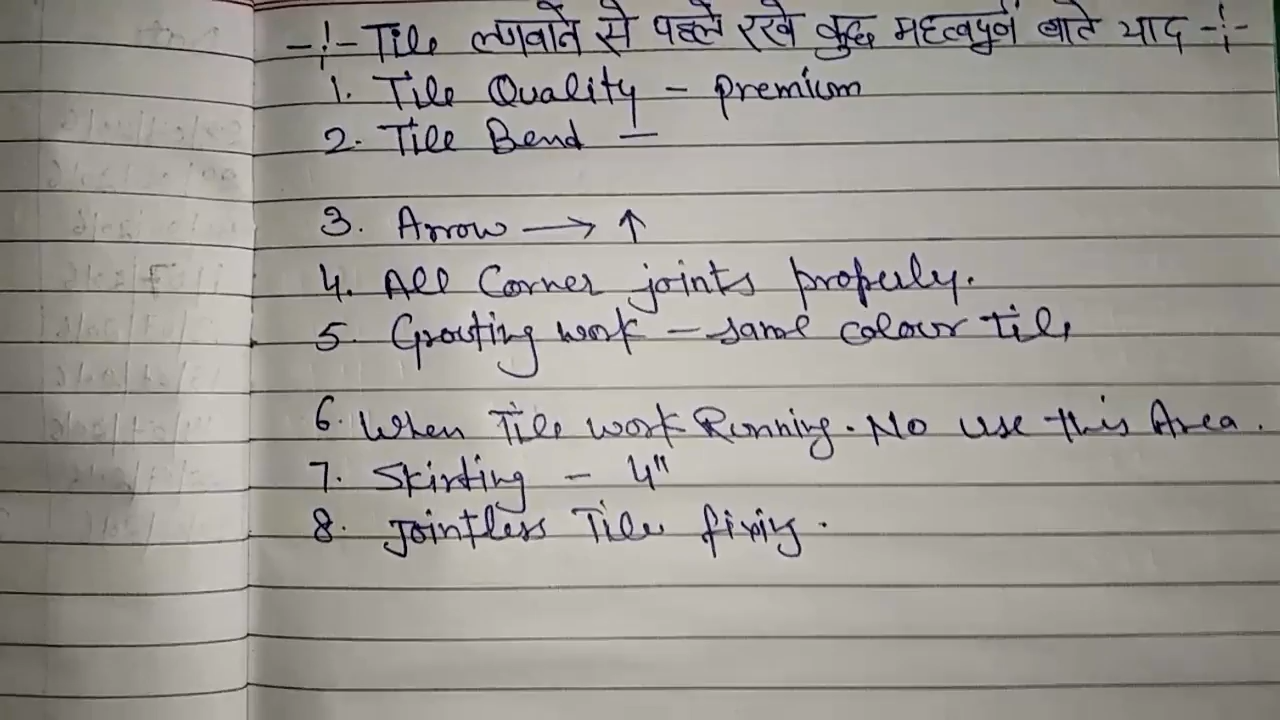 -!- Tile लगवाने से पहले रखे कुछ महत्वपूर्ण बाते याद -!-
1. Tile Quality - premium
2. Tile Bend —
3. Arrow → ↑
4. All Corner joints properly.
5. Grouting work - same colour tile
6. When Tile work Running. No use this Area.
7. Skirting - 4"
8. Jointless Tile fixing.